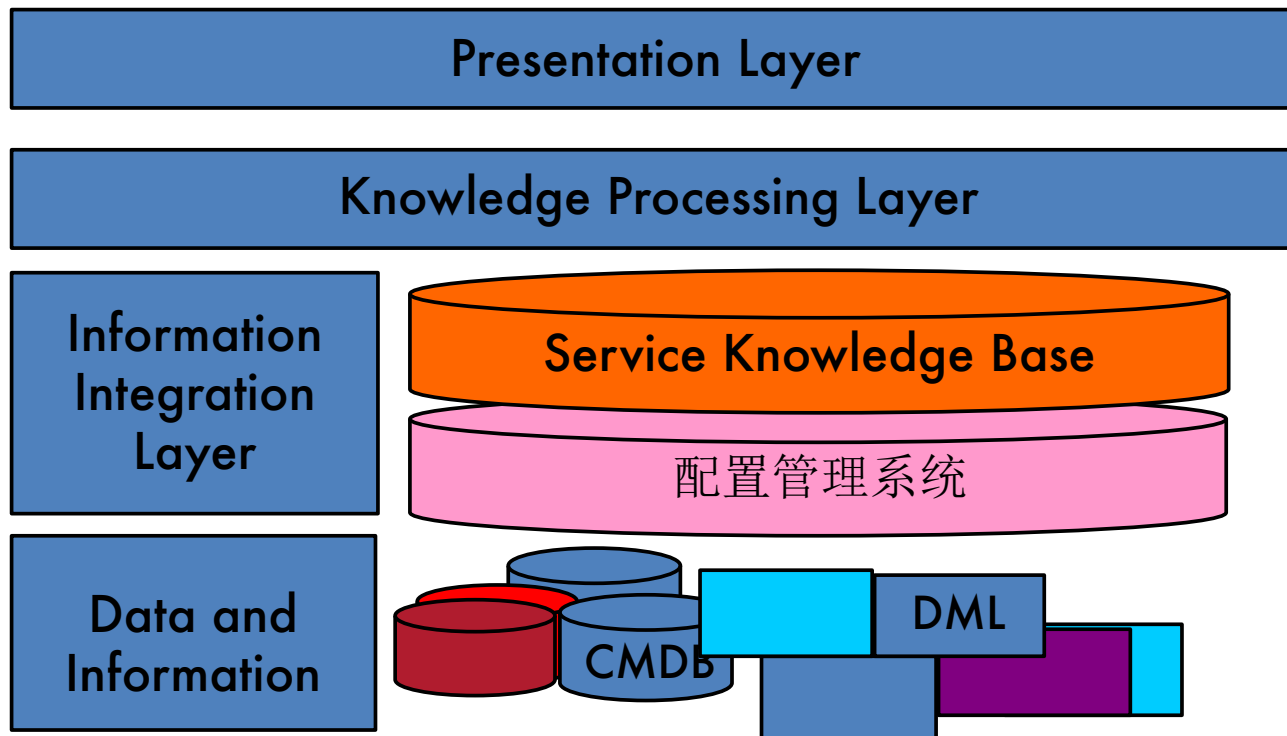 Presentation Layer
Knowledge Processing Layer
Information
Integration
Layer
Service Knowledge Base
配置管理系统
Data and
Information
CMDB
DML